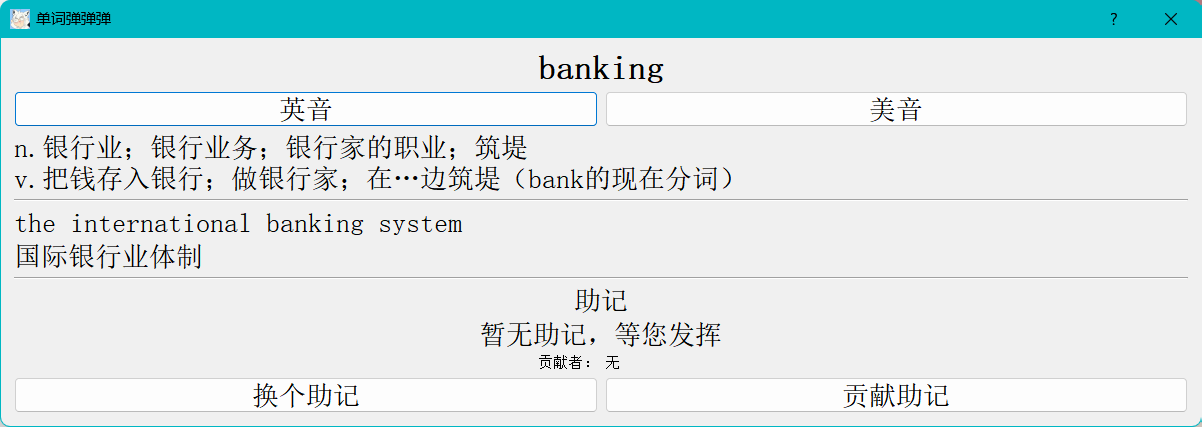 单词弹弹弹
?
banking
英音
美音
n.银行业；银行业务；银行家的职业；筑堤
v.把钱存入银行；做银行家；在…边筑堤（bank的现在分词）
the international banking system
国际银行业体制
助记
暂无助记，等您发挥
贡献者： 无
换个助记
贡献助记